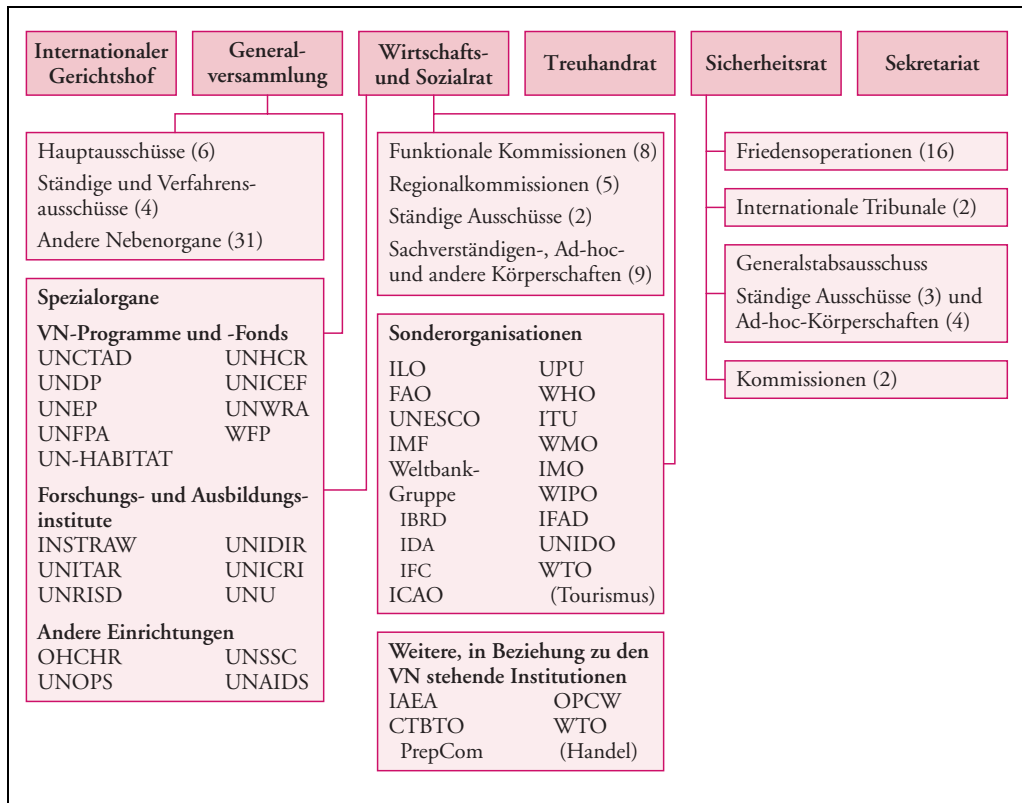 Internationaler
Gerichtshof
General-
versammlung
Wirtschafts-
und Sozialrat
Treuhandrat
Sicherheitsrat
Sekretariat
Hauptausschüsse (6)
Ständige und Verfahrens-
ausschüsse (4)
Andere Nebenorgane (31)
Spezialorgane
VN-Programme und -Fonds
UNCTAD UNHCR
UNDP UNICEF
UNEP UNWRA
UNFPA WFP
UN-HABITAT
Forschungs- und Ausbildungs-
institute
INSTRAW UNIDIR
UNITAR UNICRI
UNRISD UNU
Andere Einrichtungen
OHCHR UNSSC
UNOPS UNAIDS
Funktionale Kommissionen (8)
Regionalkommissionen (5)
Ständige Ausschüsse (2)
Sachverständigen-, Ad-hoc-
und andere Körperschaften (9)
Sonderorganisationen
ILO UPU
FAO WHO
UNESCO ITU
IMF WMO
Weltbank- IMO
Gruppe WIPO
IBRD IFAD
IDA UNIDO
IFC WTO
ICAO (Tourismus)
Weitere, in Beziehung zu den
VN stehende Institutionen
IAEA OPCW
CTBTO WTO
PrepCom (Handel)
Friedensoperationen (16)
Internationale Tribunale (2)
Generalstabsausschuss
Ständige Ausschüsse (3) und
Ad-hoc-Körperschaften (4)
Kommissionen (2)